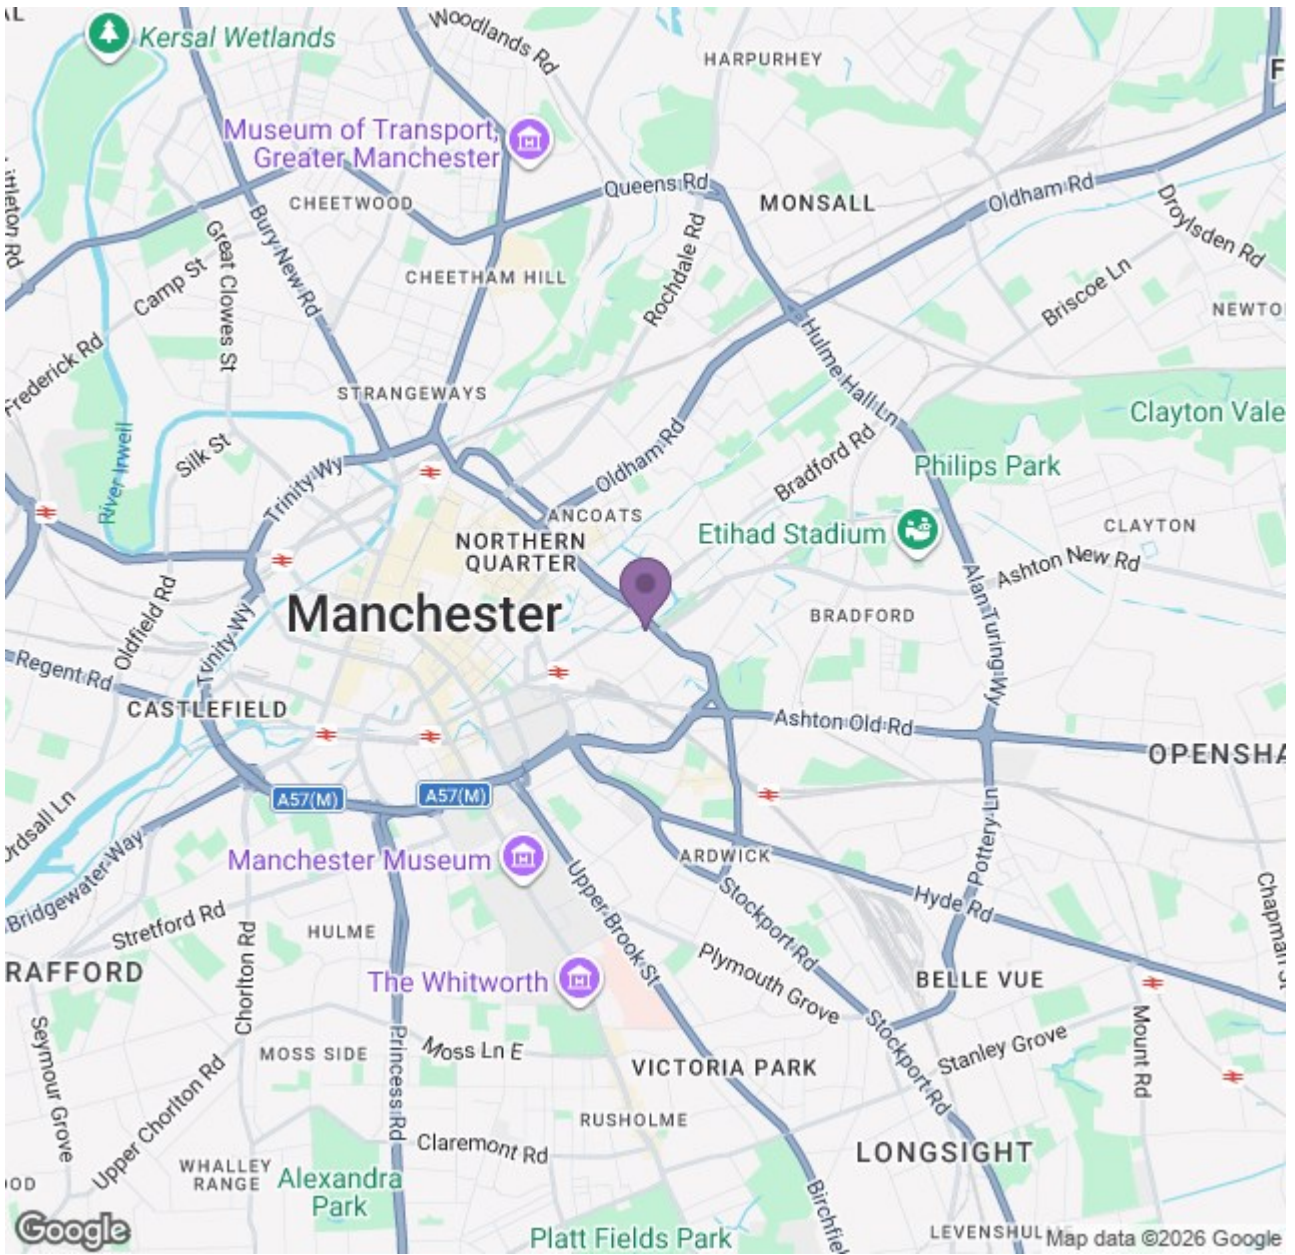 AL
Kersal Wetlands
Woodlands Rd
HARPURHEY
F
Museum of Transport,
Greater Manchester
Queens Rd
MONSALL
Oldham Rd
Droylsden Rd
ittleton Rd
CHEETWOOD
Great Clowes St
Bury New Rd
Rochdale Rd
CHEETHAM HILL
Camp St
Briscoe Ln
NEWTO
Frederick Rd
Hulme Hall Ln
STRANGEWAYS
Clayton Vale
River Irwell
Silk St
Trinity Wy
Oldham Rd
Bradford Rd
Philips Park
ANCOATS
NORTHERN
QUARTER
Etihad Stadium
CLAYTON
Ashton New Rd
Alan Turing Wy
Manchester
BRADFORD
Oldfield Rd
Trinity Wy
Regent Rd
CASTLEFIELD
Ashton Old Rd
OPENSHA
A57(M)
A57(M)
Ordsall Ln
Pottery Ln
Bridgewater Way
Manchester Museum
ARDWICK
Upper Brook St
Stockport Rd
Hyde Rd
Chapman St
Stretford Rd
HULME
Chorlton Rd
RAFFORD
The Whitworth
Plymouth Grove
BELLE VUE
Seymour Grove
Princess Rd
Stockport Rd
Mount Rd
MOSS SIDE
Moss Ln E
Stanley Grove
VICTORIA PARK
Upper Chorlton Rd
RUSHOLME
Claremont Rd
LONGSIGHT
WHALLEY
RANGE
Alexandra
Park
OOD
Birchfiel
Google
Platt Fields Park
LEVENSHULME
Map data ©2026 Google